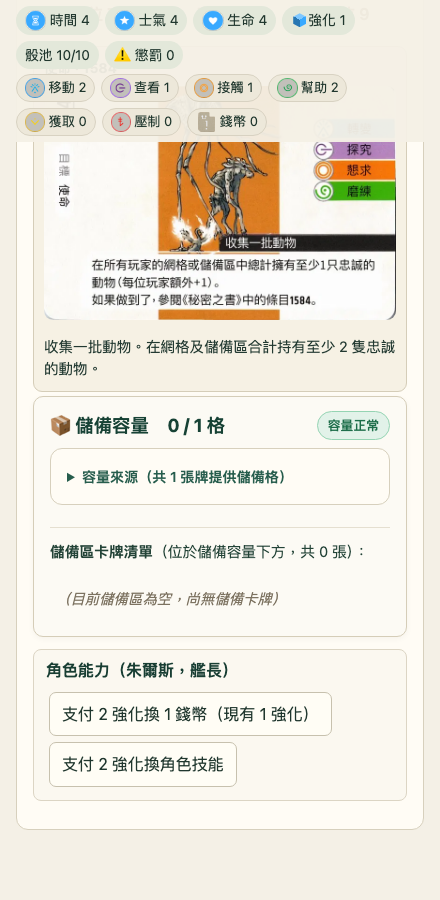 時間 4 士氣 4 生命 4 強化 1
骰池 10/10 懲罰 0
移動 2 查看 1 接觸 1 幫助 2
獲取 0 壓制 0 錢幣 0
目標 使命
探究
懇求
磨練
收集一批動物
在所有玩家的網格或儲備區中總計擁有至少1只忠誠的
動物(每位玩家額外+1)。
如果做到了,參閱《秘密之書》中的條目1584。
收集一批動物。在網格及儲備區合計持有至少 2 隻忠誠
的動物。
儲備容量 0 / 1 格 容量正常
▶ 容量來源(共 1 張牌提供儲備格)
儲備區卡牌清單(位於儲備容量下方,共 0 張):
(目前儲備區為空,尚無儲備卡牌)
角色能力(朱爾斯,艦長)
支付 2 強化換 1 錢幣(現有 1 強化)
支付 2 強化換角色技能